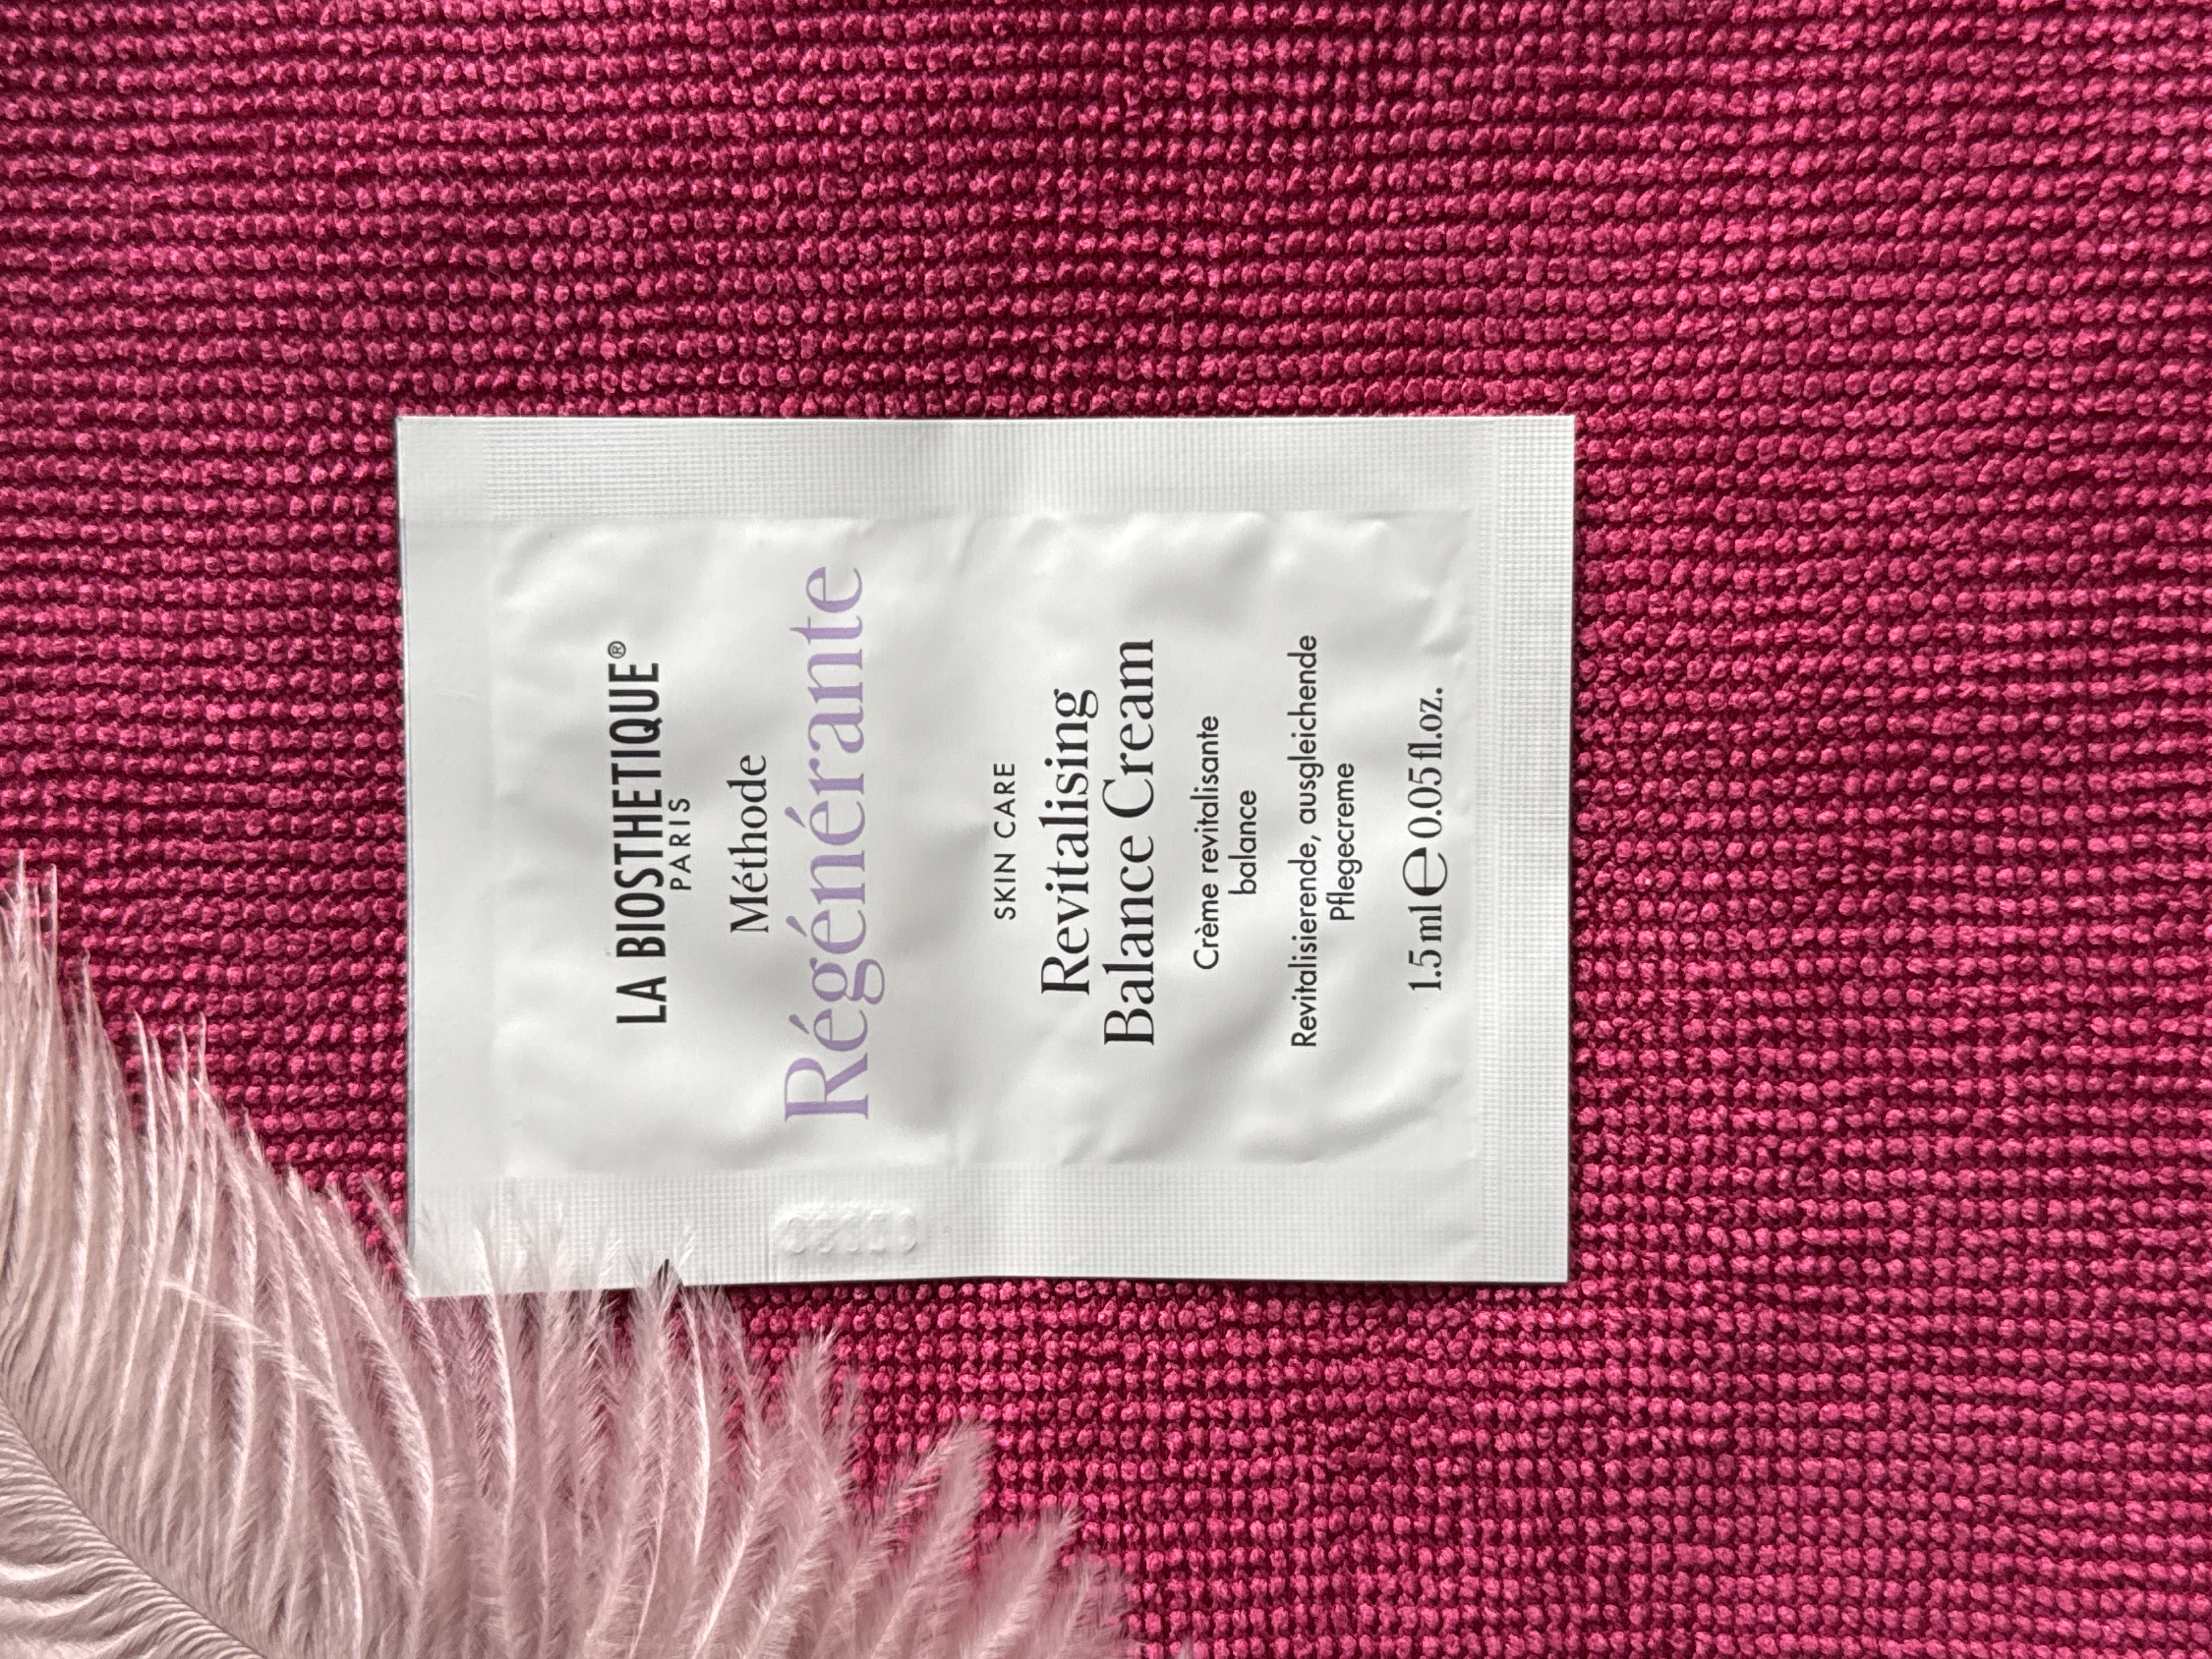 LA BIOSTHETIQUE®
PARIS
Méthode
Régénérante
SKIN CARE
Revitalising
Balance Cream
Crème revitalisante
balance
Revitalisierende, ausgleichende
Pflegecreme
1.5 ml ℮ 0.05 fl.oz.